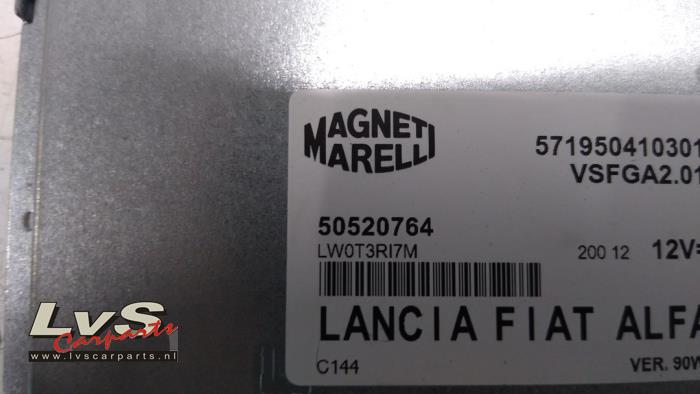 MAGNETI
MARELLI
571950410301
VSFGA2.01
50520764
LW0T3RI7M
200 12 12V=
LANCIA FIAT ALFA
C144
VER. 90W
LvS
Carparts
www.lvscarparts.nl